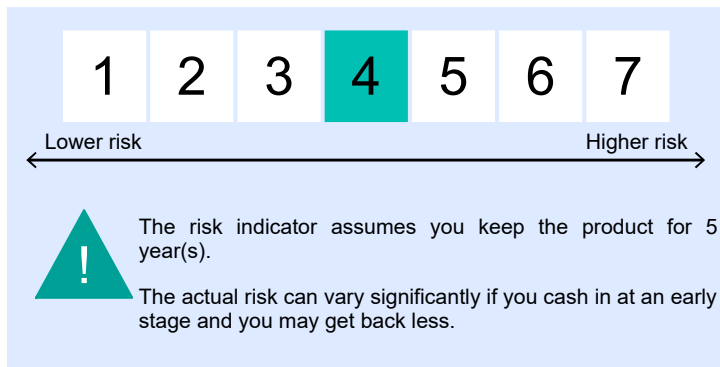 1 2 3 4 5 6 7
Lower risk Higher risk
!
The risk indicator assumes you keep the product for 5
year(s).
The actual risk can vary significantly if you cash in at an early
stage and you may get back less.